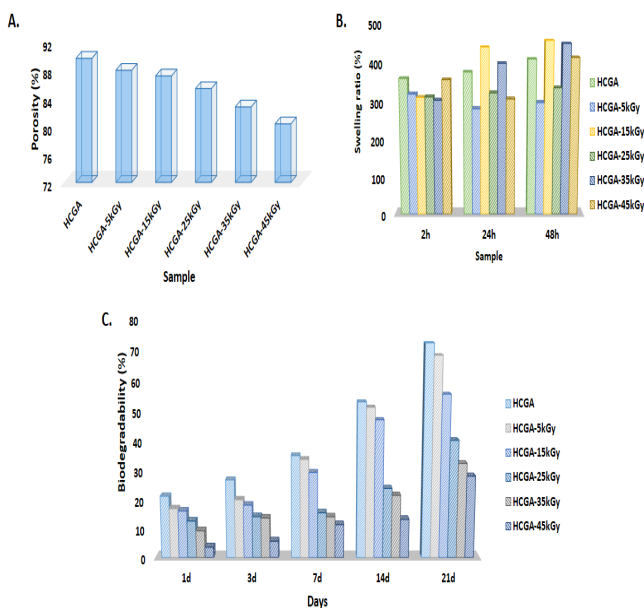 A.
Porosity (%)
92
88
84
80
76
72
HCGA
HCGA-5kGy
HCGA-15kGy
HCGA-25kGy
HCGA-35kGy
HCGA-45kGy
Sample
B.
Swelling ratio (%)
500
400
300
200
100
0
2h
24h
48h
Sample
HCGA
HCGA-5kGy
HCGA-15kGy
HCGA-25kGy
HCGA-35kGy
HCGA-45kGy
C.
Biodegradability (%)
80
70
60
50
40
30
20
10
0
1d
3d
7d
14d
21d
Days
HCGA
HCGA-5kGy
HCGA-15kGy
HCGA-25kGy
HCGA-35kGy
HCGA-45kGy